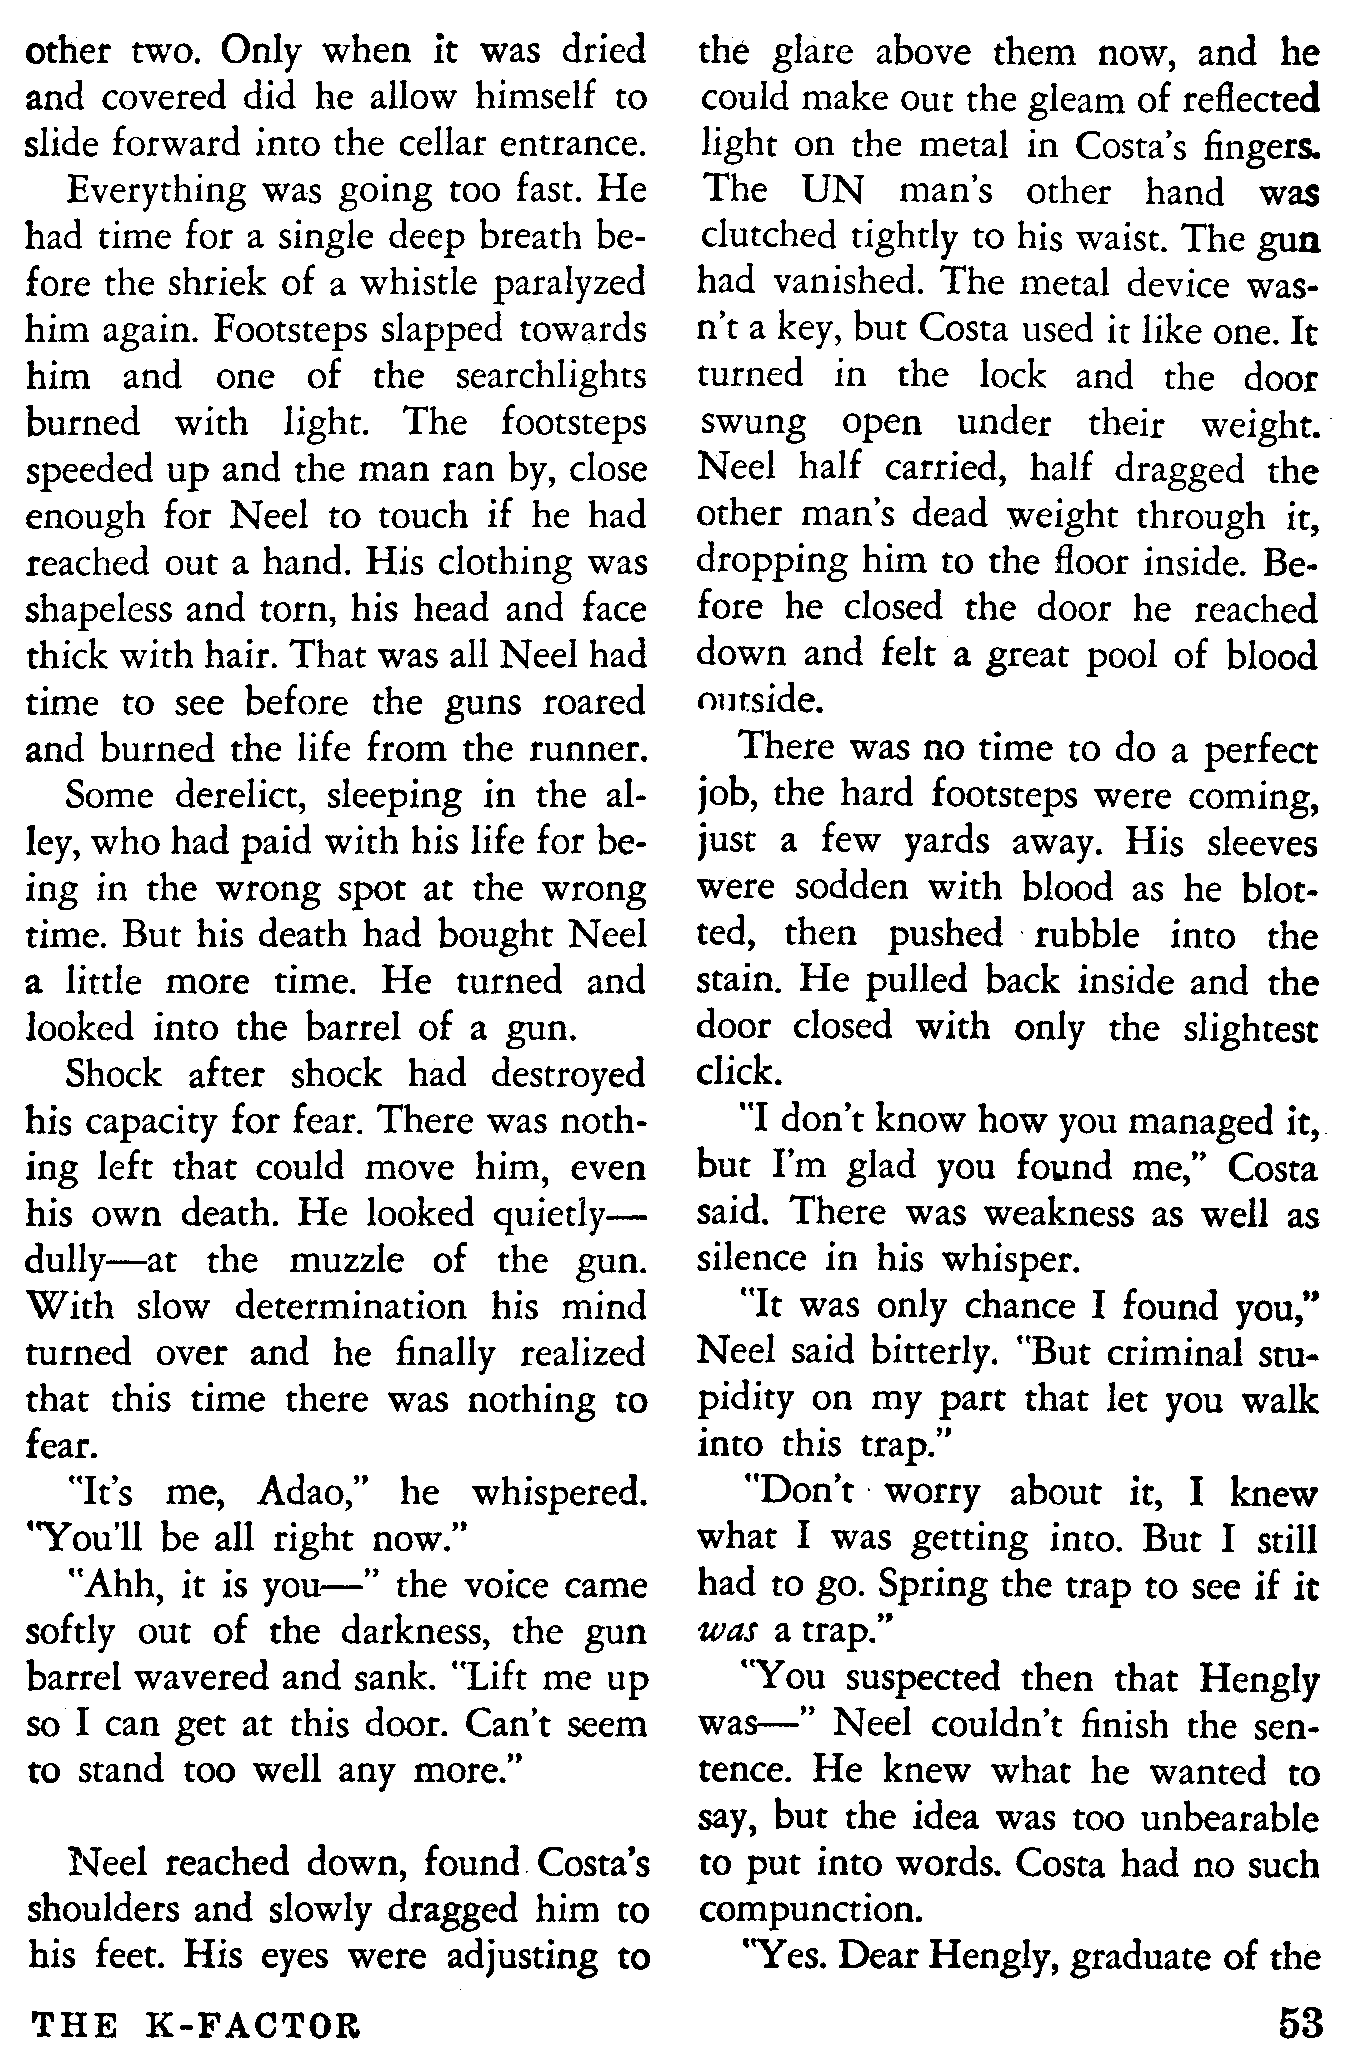 other two. Only when it was dried
and covered did he allow himself to
slide forward into the cellar entrance.
Everything was going too fast. He
had time for a single deep breath be-
fore the shriek of a whistle paralyzed
him again. Footsteps slapped towards
him and one of the searchlights
burned with light. The footsteps
speeded up and the man ran by, close
enough for Neel to touch if he had
reached out a hand. His clothing was
shapeless and torn, his head and face
thick with hair. That was all Neel had
time to see before the guns roared
and burned the life from the runner.
Some derelict, sleeping in the al-
ley, who had paid with his life for be-
ing in the wrong spot at the wrong
time. But his death had bought Neel
a little more time. He turned and
looked into the barrel of a gun.
Shock after shock had destroyed
his capacity for fear. There was noth-
ing left that could move him, even
his own death. He looked quietly—
dully—at the muzzle of the gun.
With slow determination his mind
turned over and he finally realized
that this time there was nothing to
fear.
"It's me, Adao," he whispered.
"You'll be all right now."
"Ahh, it is you—" the voice came
softly out of the darkness, the gun
barrel wavered and sank. "Lift me up
so I can get at this door. Can't seem
to stand too well any more."
Neel reached down, found Costa's
shoulders and slowly dragged him to
his feet. His eyes were adjusting to
the glare above them now, and he
could make out the gleam of reflected
light on the metal in Costa's fingers.
The UN man's other hand was
clutched tightly to his waist. The gun
had vanished. The metal device was-
n't a key, but Costa used it like one. It
turned in the lock and the door
swung open under their weight.
Neel half carried, half dragged the
other man's dead weight through it,
dropping him to the floor inside. Be-
fore he closed the door he reached
down and felt a great pool of blood
outside.
There was no time to do a perfect
job, the hard footsteps were coming,
just a few yards away. His sleeves
were sodden with blood as he blot-
ted, then pushed rubble into the
stain. He pulled back inside and the
door closed with only the slightest
click.
"I don't know how you managed it,
but I'm glad you found me," Costa
said. There was weakness as well as
silence in his whisper.
"It was only chance I found you,"
Neel said bitterly. "But criminal stu-
pidity on my part that let you walk
into this trap."
"Don't worry about it, I knew
what I was getting into. But I still
had to go. Spring the trap to see if it
was a trap."
"You suspected then that Hengly
was—" Neel couldn't finish the sen-
tence. He knew what he wanted to
say, but the idea was too unbearable
to put into words. Costa had no such
compunction.
"Yes. Dear Hengly, graduate of the
THE K-FACTOR
53